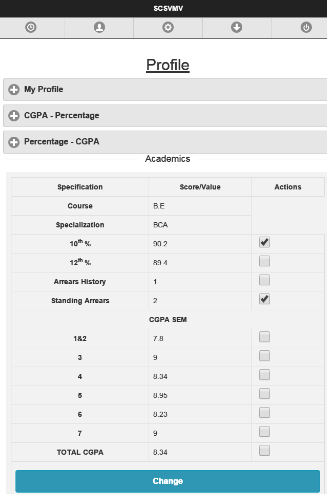 SCSVMV
Profile
My Profile
CGPA - Percentage
Percentage - CGPA
Academics
Specification Score/Value Actions
Course B.E
Specialization BCA
10th % 90.2
12th % 89.4
Arrears History 1
Standing Arrears 2
CGPA SEM
1&2 7.8
3 9
4 8.34
5 8.95
6 8.23
7 9
TOTAL CGPA 8.34
Change